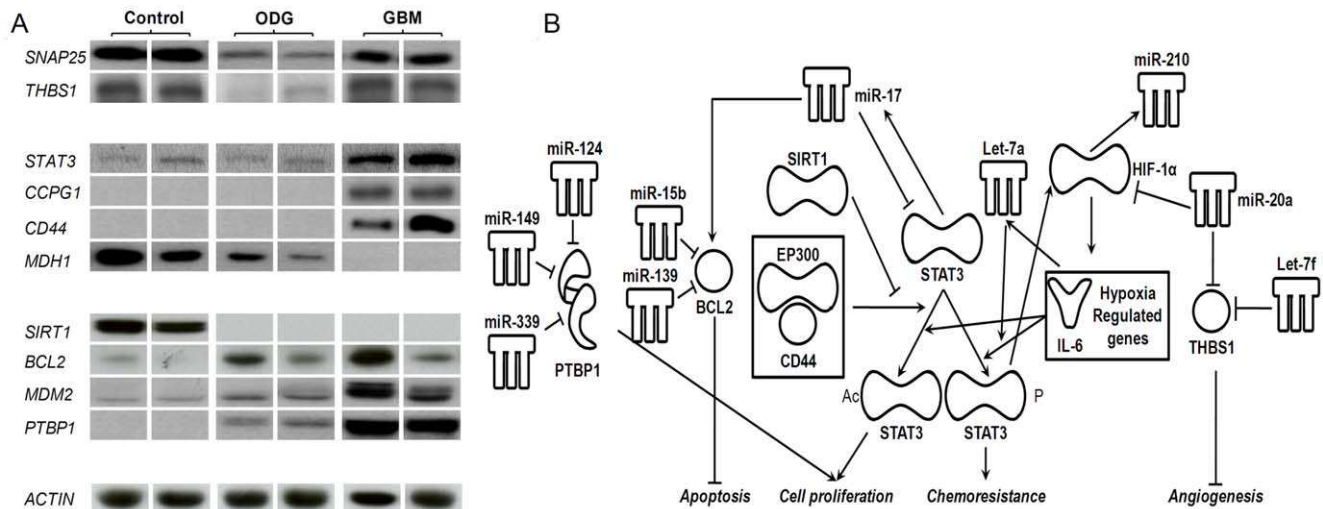 A
Control ODG GBM
SNAP25
THBS1
STAT3
CCPG1
CD44
MDH1
SIRT1
BCL2
MDM2
PTBP1
ACTIN
B
miR-210
miR-17
miR-124
SIRT1
Let-7a
HIF-1α
miR-15b
miR-20a
miR-149
EP300
STAT3
Let-7f
miR-139
BCL2
Hypoxia
Regulated
genes
miR-339
CD44
IL-6
THBS1
PTBP1
Ac
P
STAT3
STAT3
Apoptosis Cell proliferation Chemoresistance Angiogenesis